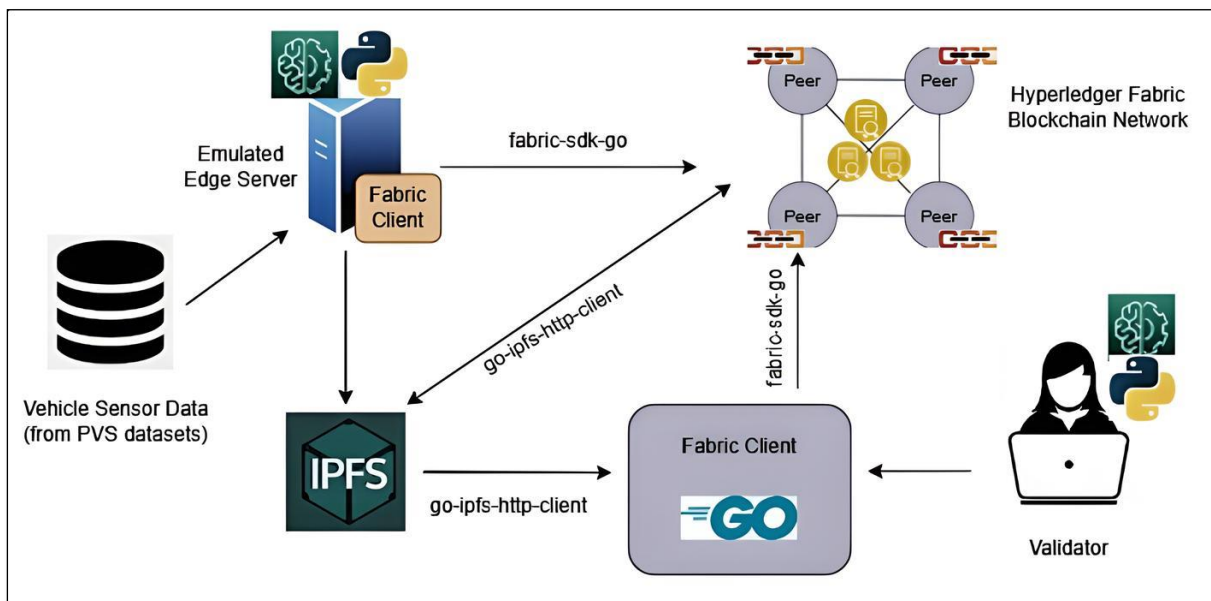 Peer
Peer
Hyperledger Fabric
Blockchain Network
fabric-sdk-go
Emulated
Edge Server
Fabric
Client
Peer
Peer
go-ipfs-http-client
fabric-sdk-go
Vehicle Sensor Data
(from PVS datasets)
IPFS
go-ipfs-http-client
Fabric Client
GO
Validator